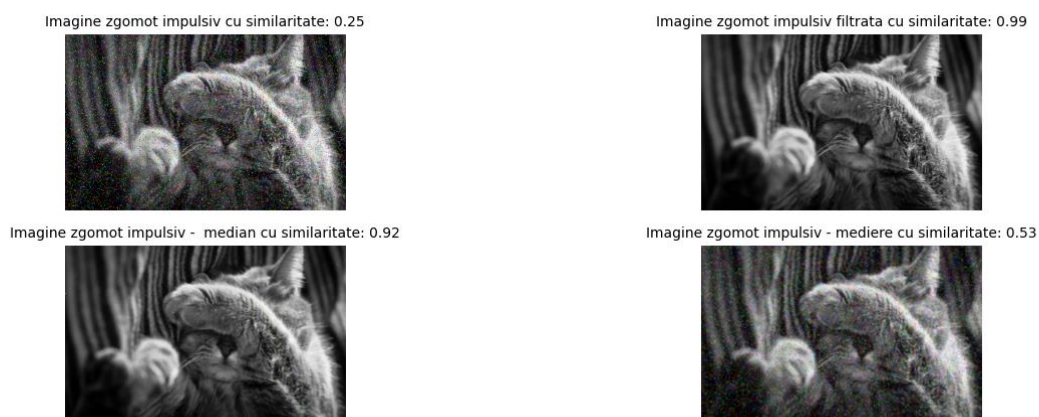 Imagine zgomot impulsiv cu similaritate: 0.25
Imagine zgomot impulsiv filtrata cu similaritate: 0.99
Imagine zgomot impulsiv -  median cu similaritate: 0.92
Imagine zgomot impulsiv - mediere cu similaritate: 0.53